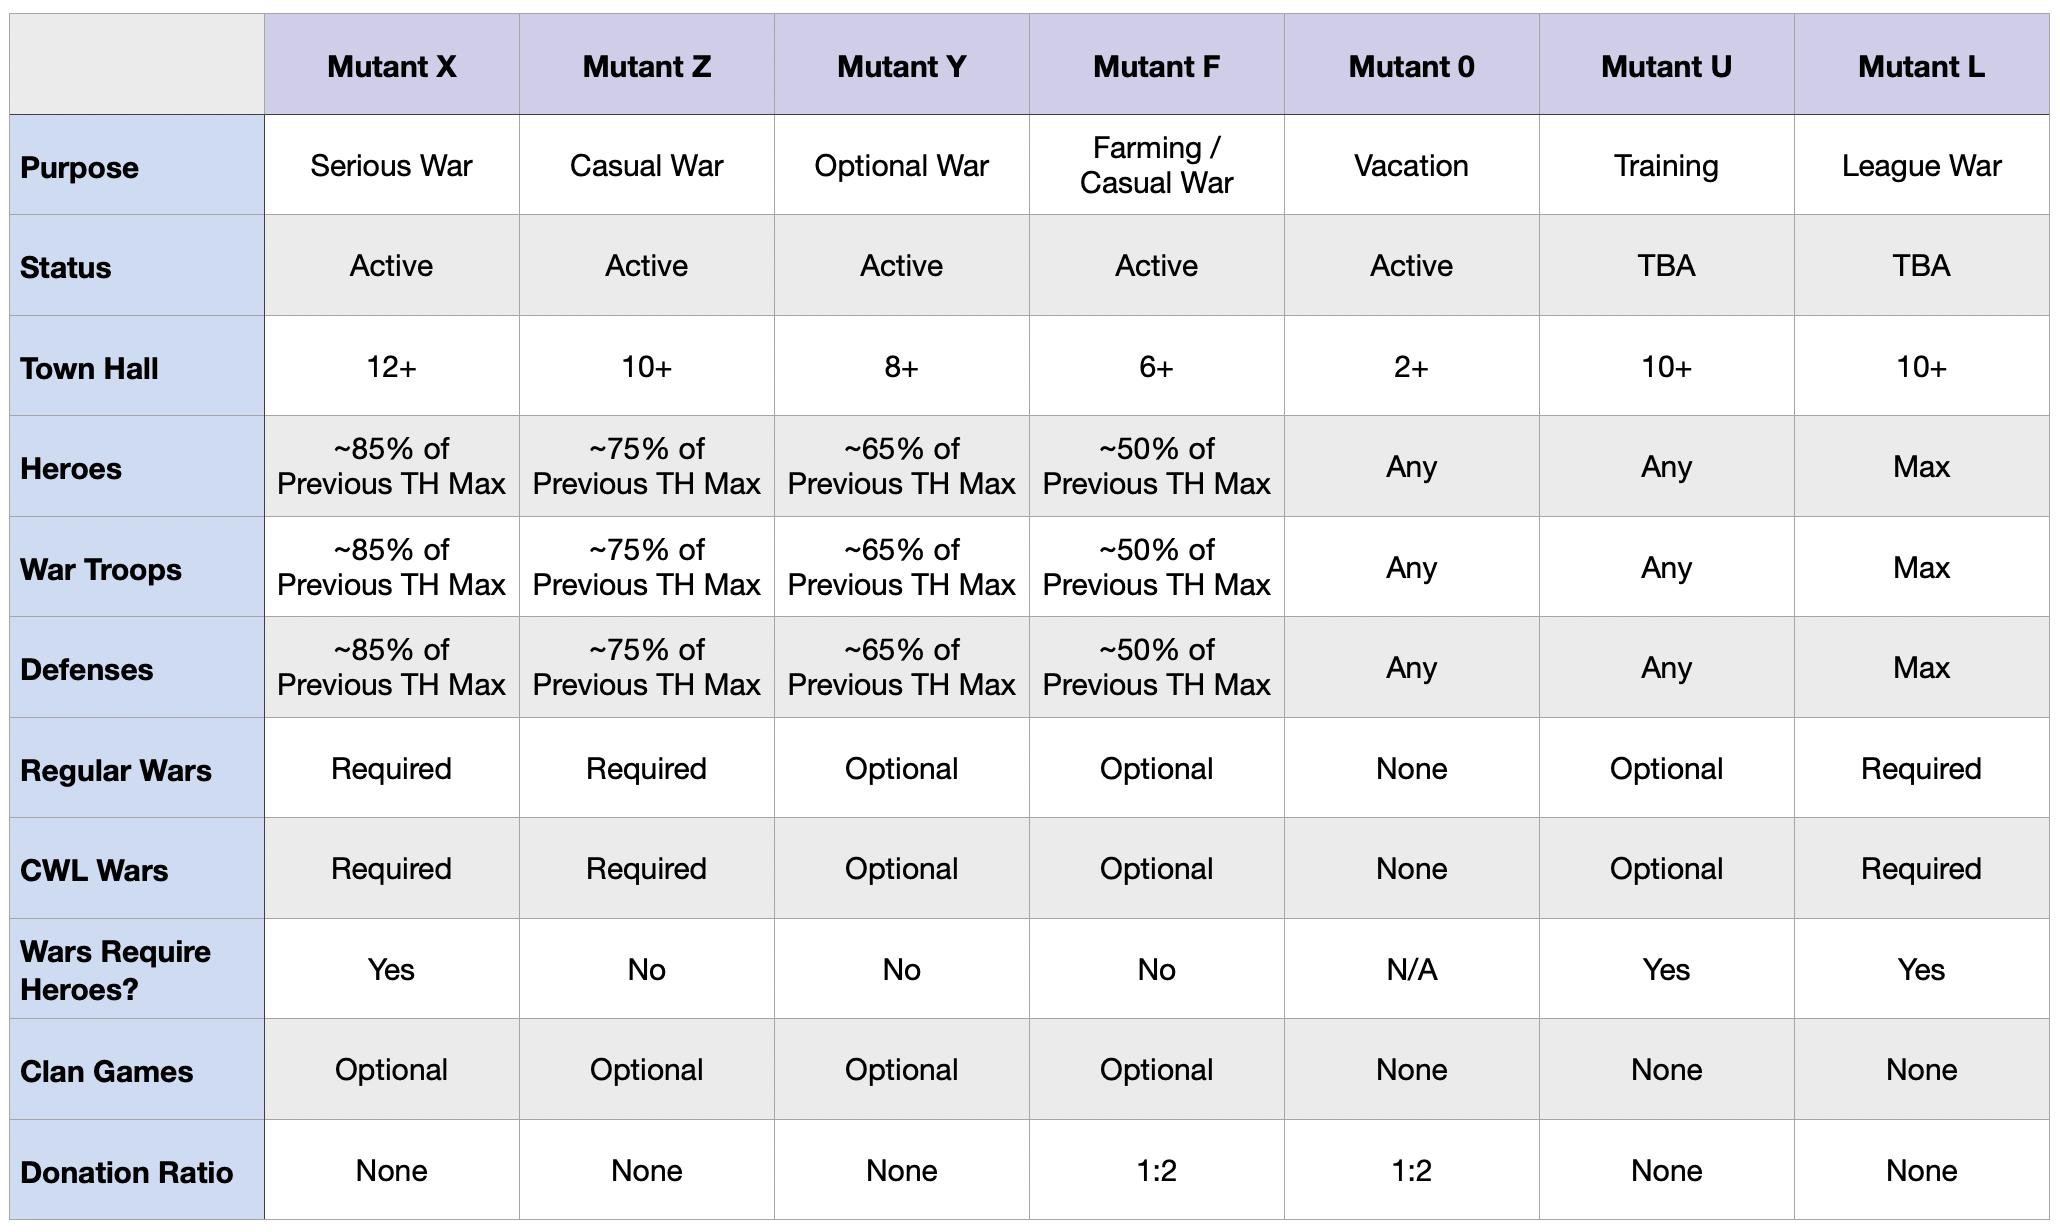 Mutant X Mutant Z Mutant Y Mutant F Mutant 0 Mutant U Mutant L
Purpose Serious War Casual War Optional War Farming / Casual War Vacation Training League War
Status Active Active Active Active Active TBA TBA
Town Hall 12+ 10+ 8+ 6+ 2+ 10+ 10+
Heroes ~85% of Previous TH Max ~75% of Previous TH Max ~65% of Previous TH Max ~50% of Previous TH Max Any Any Max
War Troops ~85% of Previous TH Max ~75% of Previous TH Max ~65% of Previous TH Max ~50% of Previous TH Max Any Any Max
Defenses ~85% of Previous TH Max ~75% of Previous TH Max ~65% of Previous TH Max ~50% of Previous TH Max Any Any Max
Regular Wars Required Required Optional Optional None Optional Required
CWL Wars Required Required Optional Optional None Optional Required
Wars Require Heroes? Yes No No No N/A Yes Yes
Clan Games Optional Optional Optional Optional None None None
Donation Ratio None None None 1:2 1:2 None None